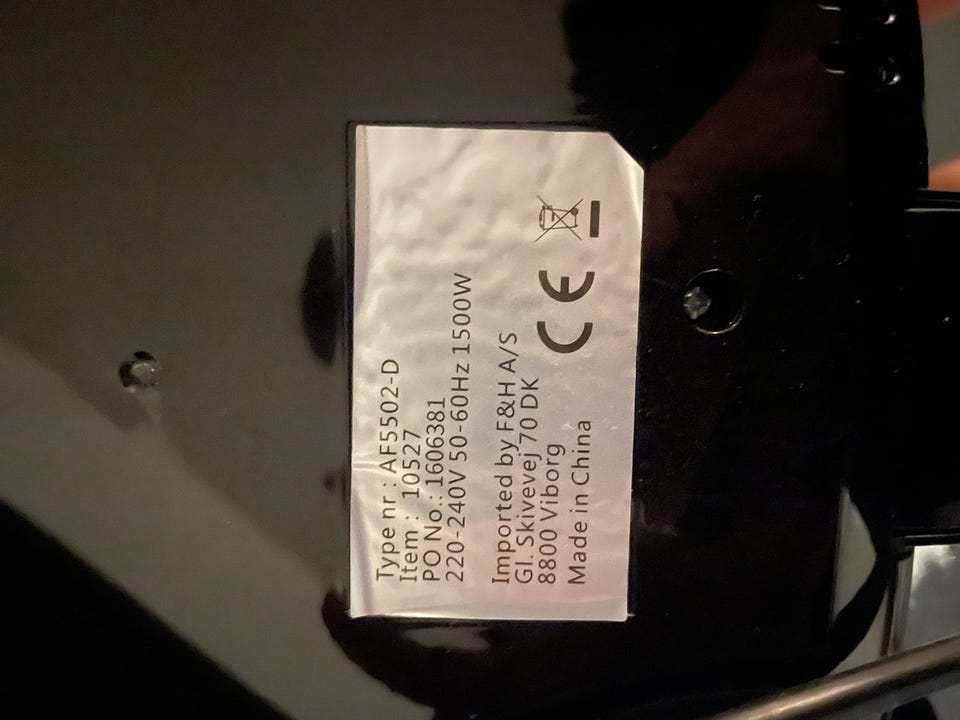 Type nr : AF5502-D
Item : 10527
PO No.: 1606381
220-240V 50-60Hz 1500W
Imported by F&H A/S
Gl. Skivevej 70 DK
8800 Viborg
Made in China
CE